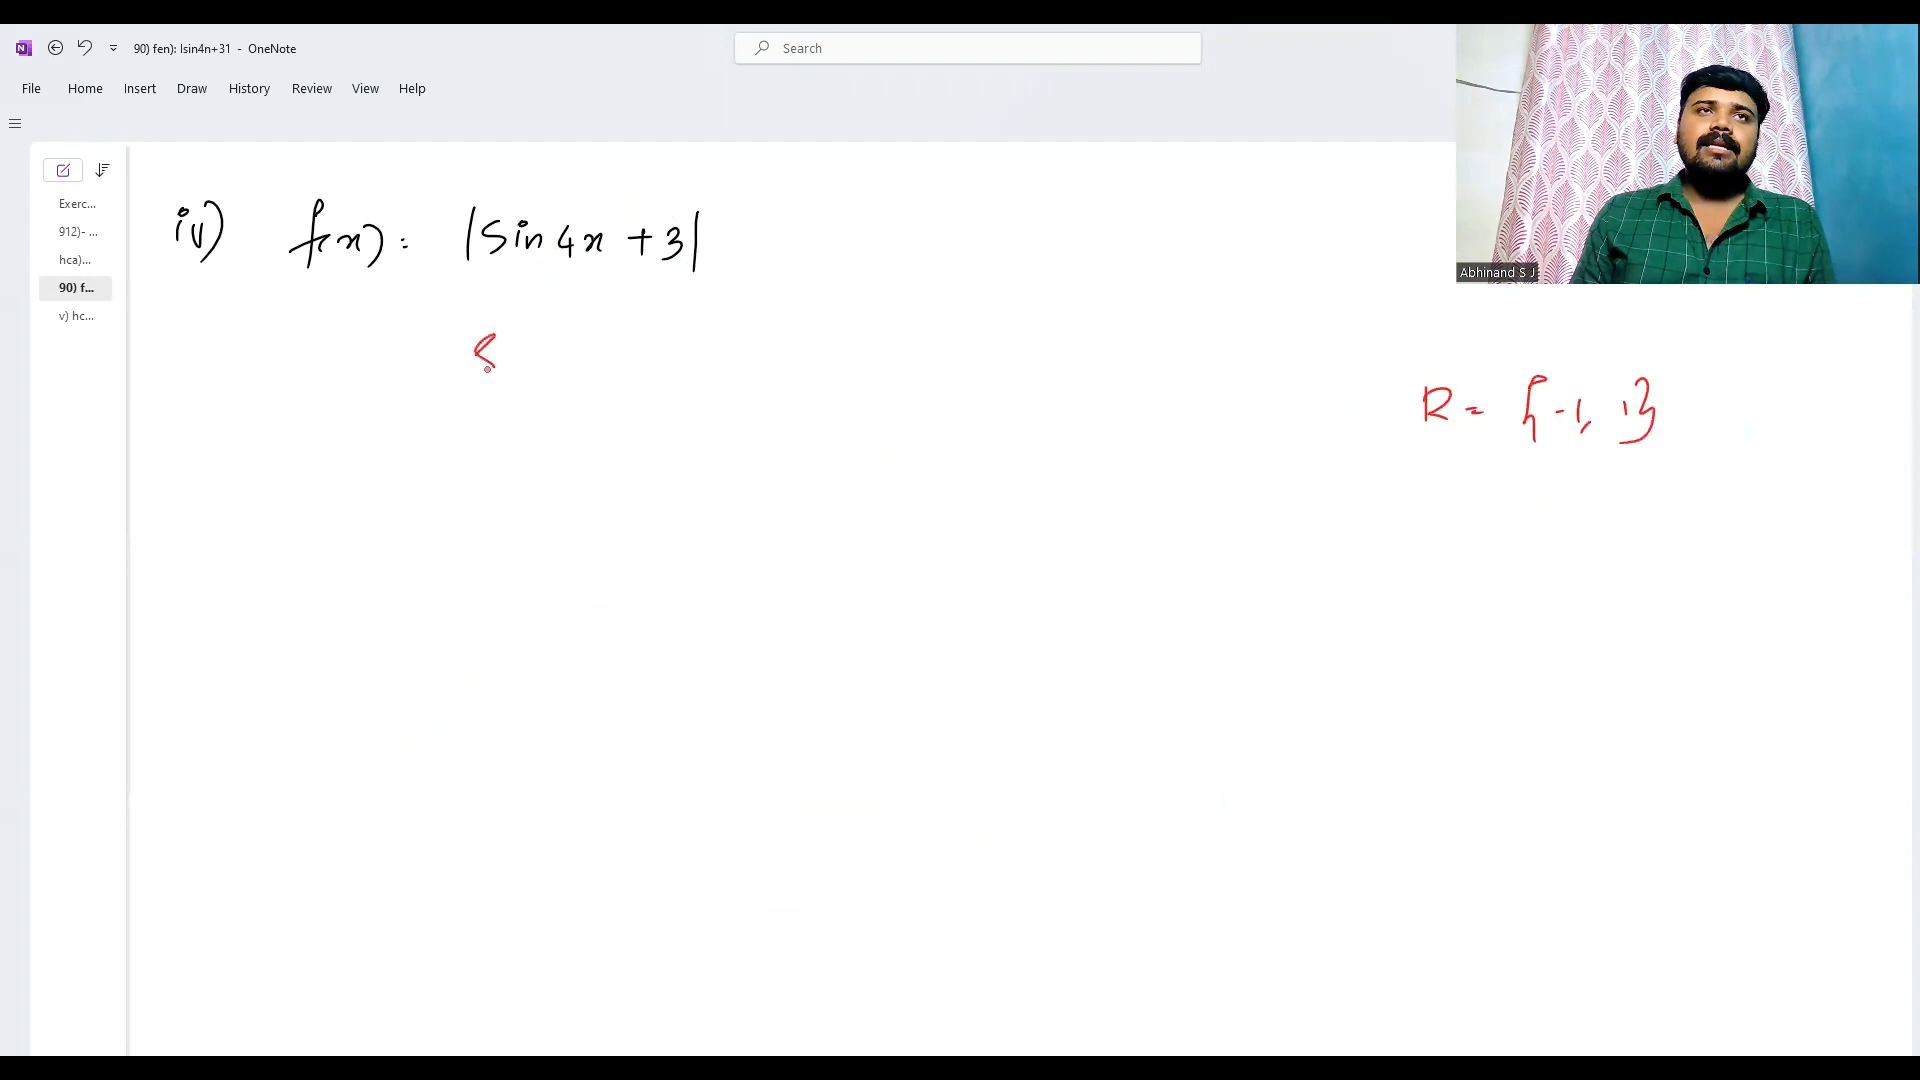 90) fen): Isin4n+31 - OneNote
Search
File Home Insert Draw History Review View Help
Exerc...
912)- ...
hca)...
90) f...
v) hc...
iv) f(x) : |Sin 4x + 3|
R = {-1, 1}
Abhinand S J